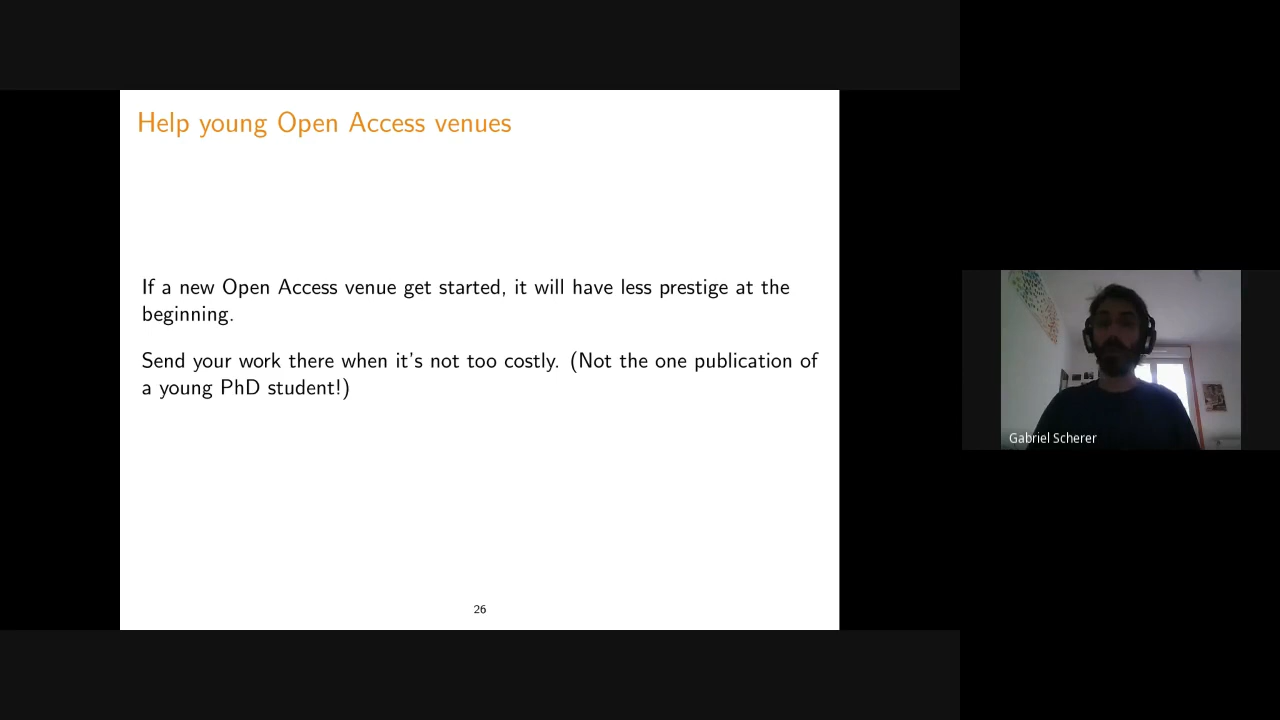 Help young Open Access venues
If a new Open Access venue get started, it will have less prestige at the
beginning.
Send your work there when it's not too costly. (Not the one publication of
a young PhD student!)
26
Gabriel Scherer